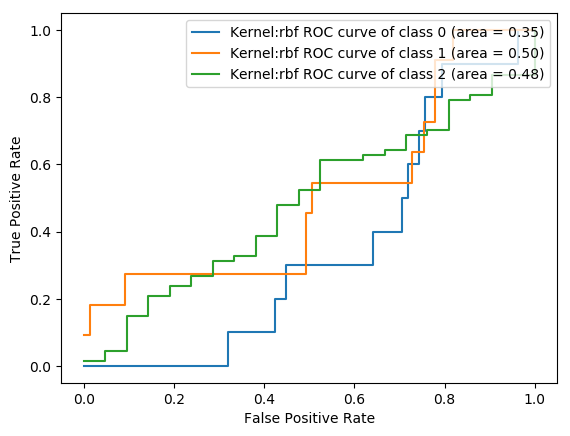 Kernel:rbf ROC curve of class 0 (area = 0.35)
Kernel:rbf ROC curve of class 1 (area = 0.50)
Kernel:rbf ROC curve of class 2 (area = 0.48)
1.0
0.8
0.6
0.4
0.2
0.0
True Positive Rate
0.0 0.2 0.4 0.6 0.8 1.0
False Positive Rate